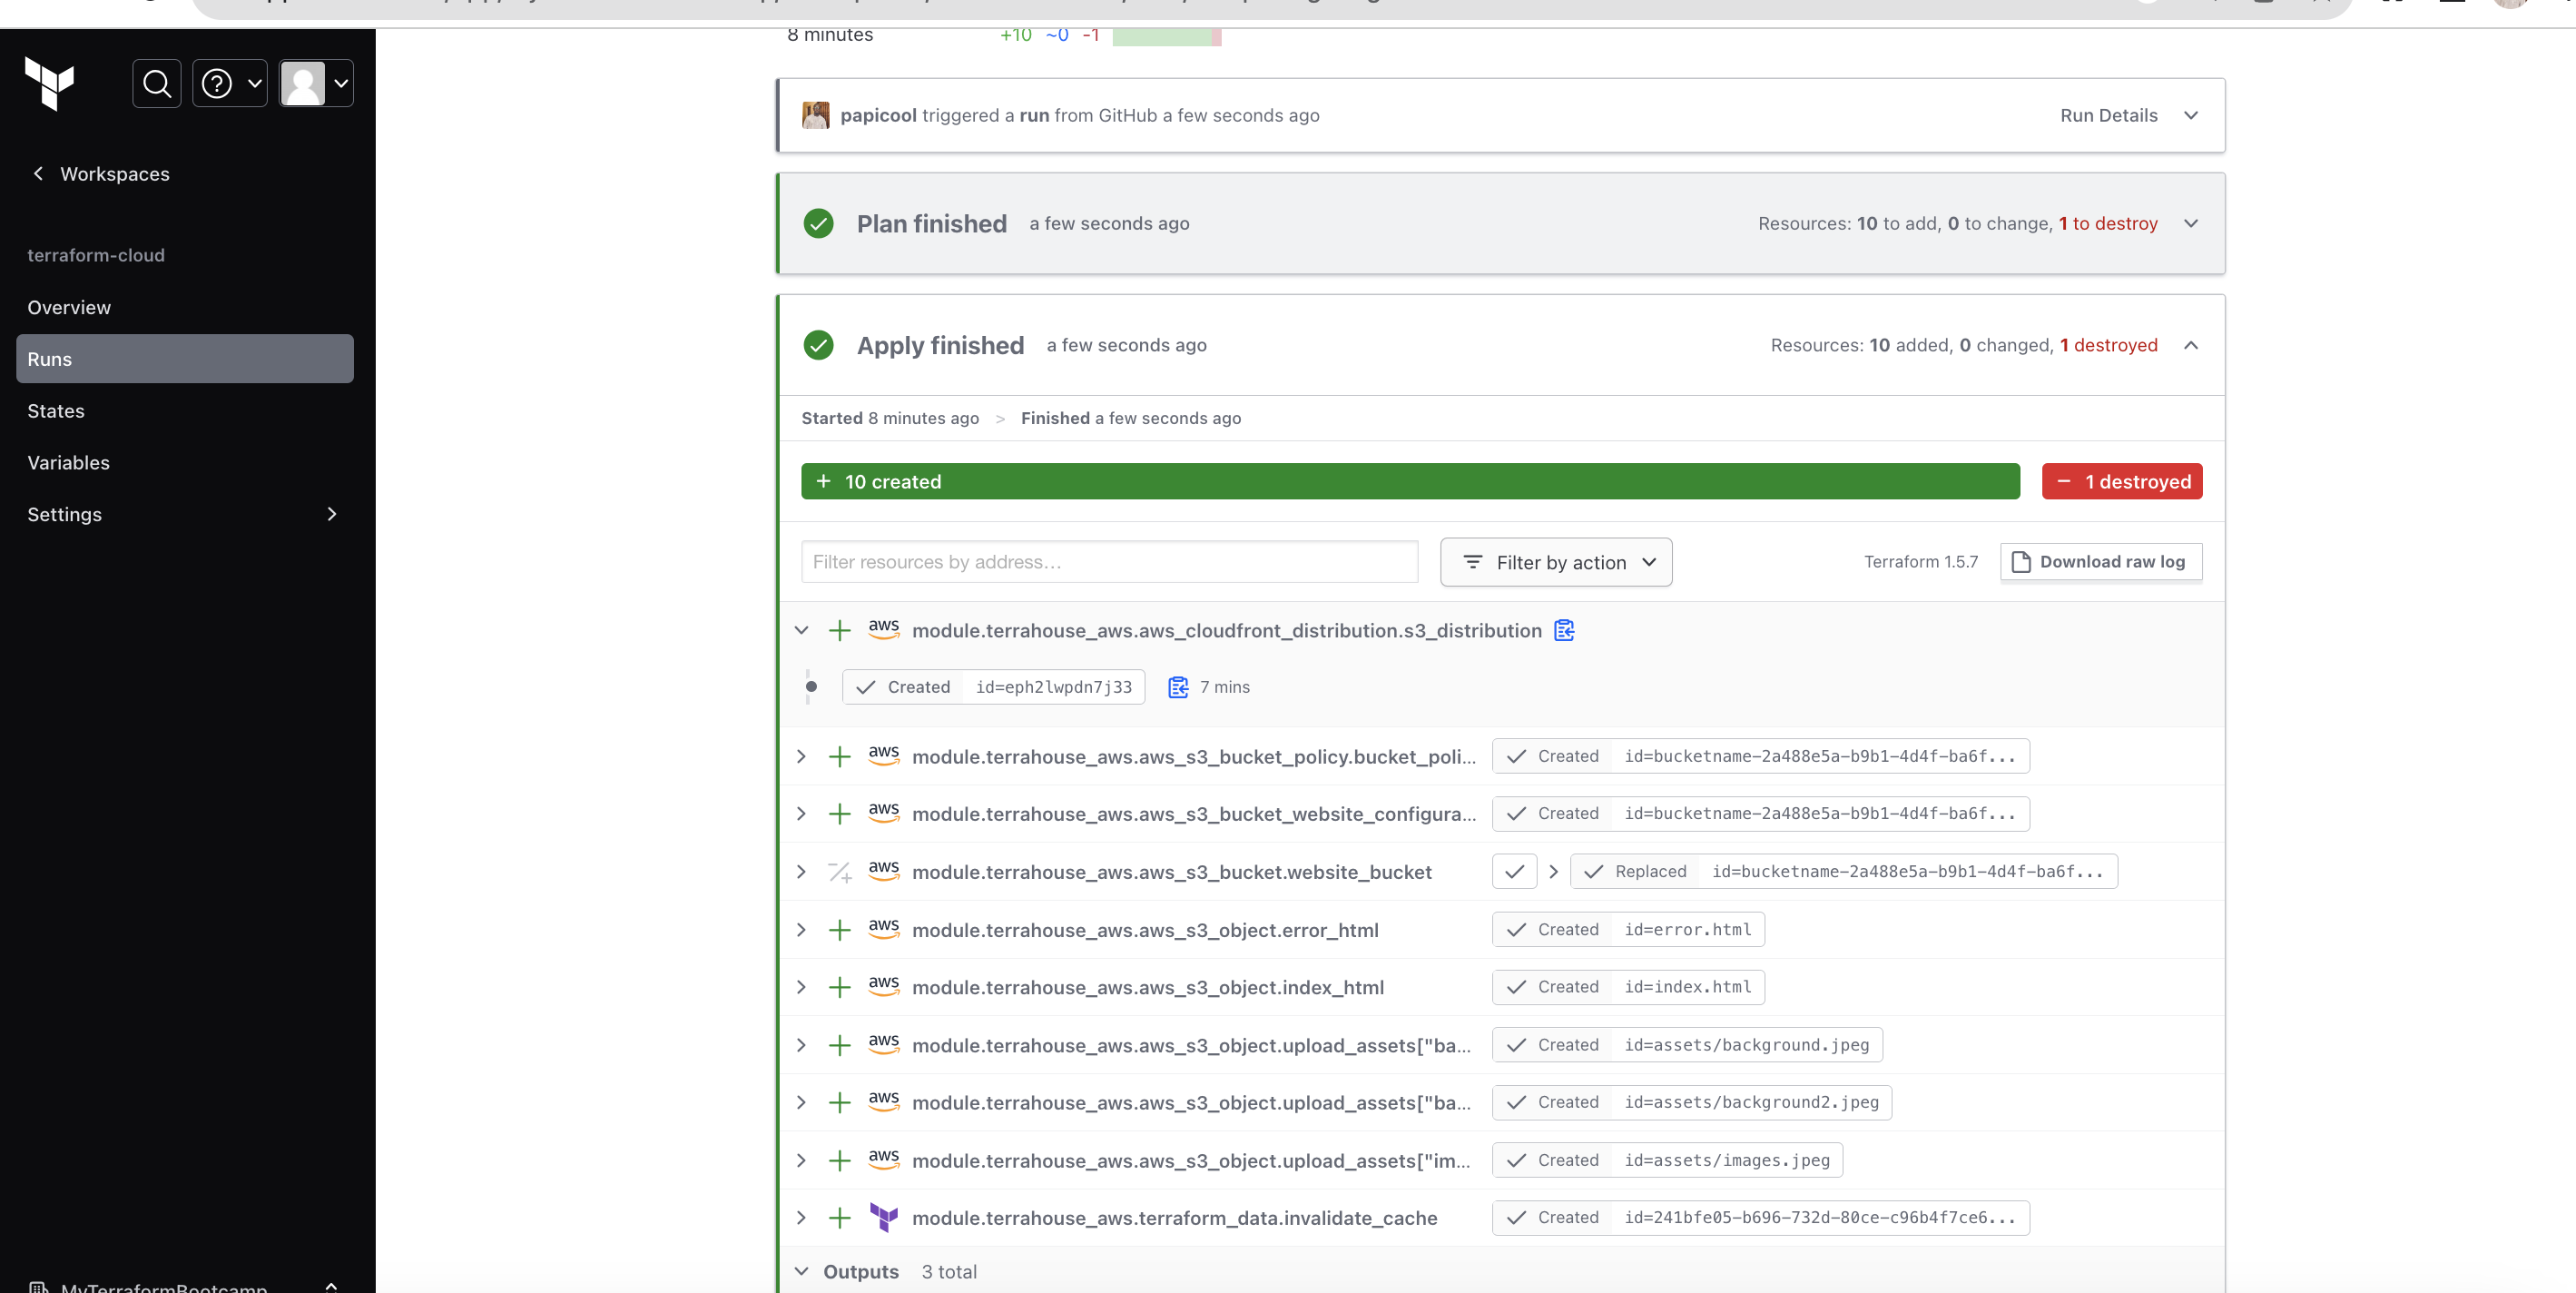 8 minutes +10 ~0 -1
papicool triggered a run from GitHub a few seconds ago Run Details
Workspaces
Plan finished a few seconds ago Resources: 10 to add, 0 to change, 1 to destroy
terraform-cloud
Overview
Runs
States
Variables
Settings
Apply finished a few seconds ago Resources: 10 added, 0 changed, 1 destroyed
Started 8 minutes ago > Finished a few seconds ago
+ 10 created − 1 destroyed
Filter resources by address... Filter by action Terraform 1.5.7 Download raw log
aws module.terrahouse_aws.aws_cloudfront_distribution.s3_distribution
Created id=eph2lwpdn7j33 7 mins
aws module.terrahouse_aws.aws_s3_bucket_policy.bucket_poli... Created id=bucketname-2a488e5a-b9b1-4d4f-ba6f...
aws module.terrahouse_aws.aws_s3_bucket_website_configura... Created id=bucketname-2a488e5a-b9b1-4d4f-ba6f...
aws module.terrahouse_aws.aws_s3_bucket.website_bucket Replaced id=bucketname-2a488e5a-b9b1-4d4f-ba6f...
aws module.terrahouse_aws.aws_s3_object.error_html Created id=error.html
aws module.terrahouse_aws.aws_s3_object.index_html Created id=index.html
aws module.terrahouse_aws.aws_s3_object.upload_assets["ba... Created id=assets/background.jpeg
aws module.terrahouse_aws.aws_s3_object.upload_assets["ba... Created id=assets/background2.jpeg
aws module.terrahouse_aws.aws_s3_object.upload_assets["im... Created id=assets/images.jpeg
module.terrahouse_aws.terraform_data.invalidate_cache Created id=241bfe05-b696-732d-80ce-c96b4f7ce6...
Outputs 3 total
MyTerraformBootcamp